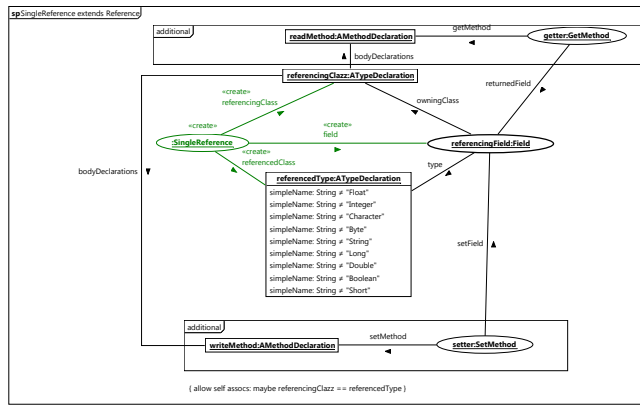 sp SingleReference extends Reference
additional
readMethod:AMethodDeclaration
getMethod
getter:GetMethod
bodyDeclarations
referencingClazz:ATypeDeclaration
«create»
referencingClass
returnedField
owningClass
«create»
:SingleReference
«create»
field
referencingField:Field
«create»
referencedClass
bodyDeclarations
type
referencedType:ATypeDeclaration
simpleName: String ≠ "Float"
simpleName: String ≠ "Integer"
simpleName: String ≠ "Character"
simpleName: String ≠ "Byte"
simpleName: String ≠ "String"
simpleName: String ≠ "Long"
simpleName: String ≠ "Double"
simpleName: String ≠ "Boolean"
simpleName: String ≠ "Short"
setField
additional
writeMethod:AMethodDeclaration
setMethod
setter:SetMethod
{ allow self assocs: maybe referencingClazz == referencedType }